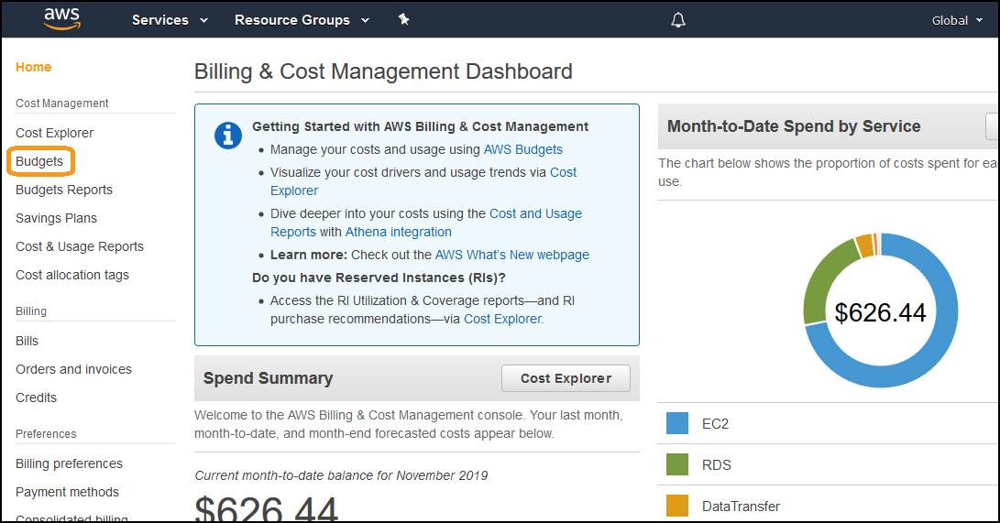 aws
Services
Resource Groups
Global
Home
Cost Management
Cost Explorer
Budgets
Budgets Reports
Savings Plans
Cost & Usage Reports
Cost allocation tags
Billing
Bills
Orders and invoices
Credits
Preferences
Billing preferences
Payment methods
Consolidated billing
Billing & Cost Management Dashboard
Getting Started with AWS Billing & Cost Management
Manage your costs and usage using AWS Budgets
Visualize your cost drivers and usage trends via Cost
Explorer
Dive deeper into your costs using the Cost and Usage
Reports with Athena integration
Learn more: Check out the AWS What's New webpage
Do you have Reserved Instances (RIs)?
Access the RI Utilization & Coverage reports—and RI
purchase recommendations—via Cost Explorer.
Spend Summary
Cost Explorer
Welcome to the AWS Billing & Cost Management console. Your last month,
month-to-date, and month-end forecasted costs appear below.
Current month-to-date balance for November 2019
$626.44
Month-to-Date Spend by Service
The chart below shows the proportion of costs spent for
use.
$626.44
EC2
RDS
DataTransfer